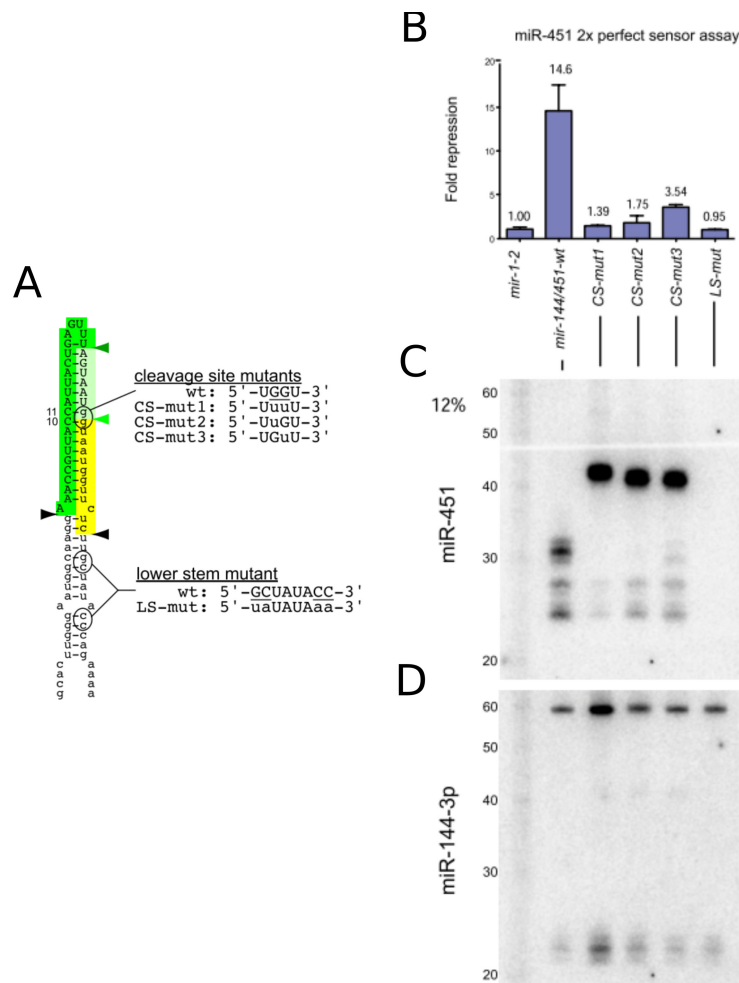 B
miR-451 2x perfect sensor assay
20
15
10
5
0
Fold repression
1.00
14.6
1.39
1.75
3.54
0.95
mir-1-2
mir-144/451-wt
CS-mut1
CS-mut2
CS-mut3
LS-mut
A
11
10
cleavage site mutants
wt: 5'-UGGU-3'
CS-mut1: 5'-UuuU-3'
CS-mut2: 5'-UuGU-3'
CS-mut3: 5'-UGuU-3'
lower stem mutant
wt: 5'-GCUAUACC-3'
LS-mut: 5'-uaUAUAaa-3'
C
12%
60
50
40
30
20
miR-451
D
60
50
40
30
20
miR-144-3p